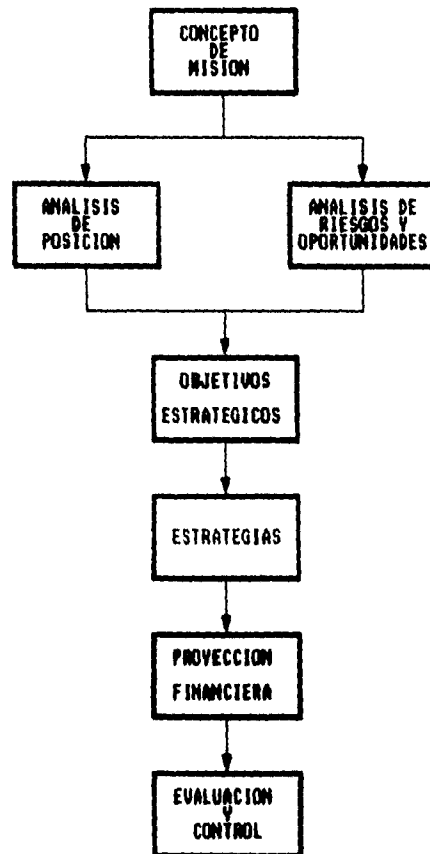 CONCEPTO
DE
MISION
ANALISIS
DE
POSICION
ANALISIS DE
RIESGOS Y
OPORTUNIDADES
OBJETIVOS
ESTRATEGICOS
ESTRATEGIAS
PROYECCION
FINANCIERA
EVALUACION
Y
CONTROL